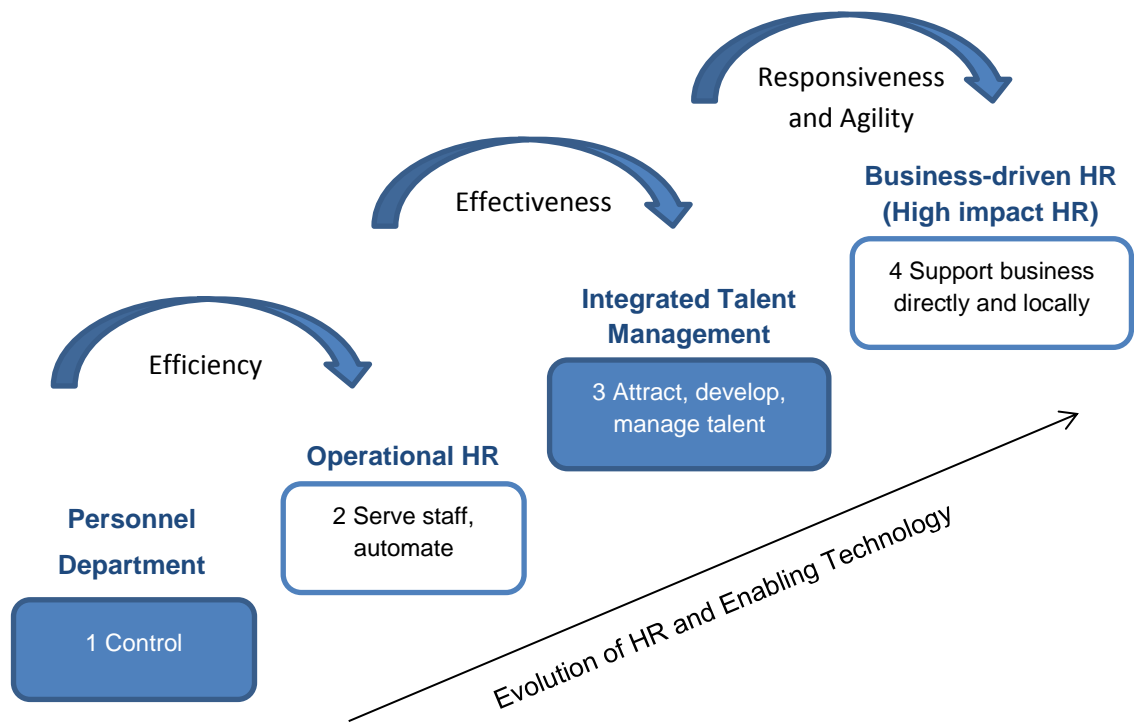 Responsiveness
and Agility
Business-driven HR
(High impact HR)
4 Support business
directly and locally
Effectiveness
Integrated Talent
Management
3 Attract, develop,
manage talent
Efficiency
Operational HR
2 Serve staff,
automate
Personnel
Department
1 Control
Evolution of HR and Enabling Technology